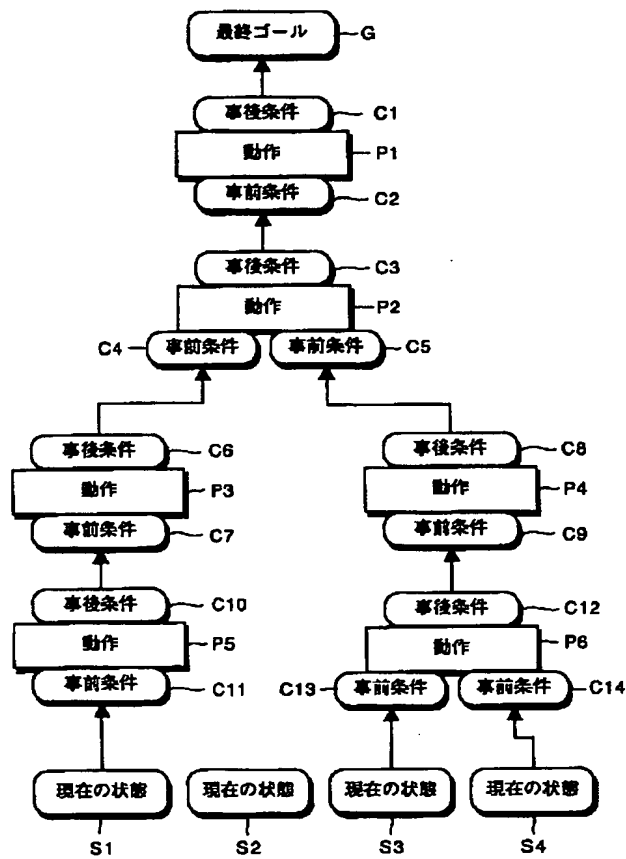 最終ゴール G
事後条件 C1
動作 P1
事前条件 C2
事後条件 C3
動作 P2
C4 事前条件 事前条件 C5
事後条件 C6
動作 P3
事前条件 C7
事後条件 C8
動作 P4
事前条件 C9
事後条件 C10
動作 P5
事前条件 C11
事後条件 C12
動作 P6
C13 事前条件 事前条件 C14
現在の状態 現在の状態 現在の状態 現在の状態
S1 S2 S3 S4